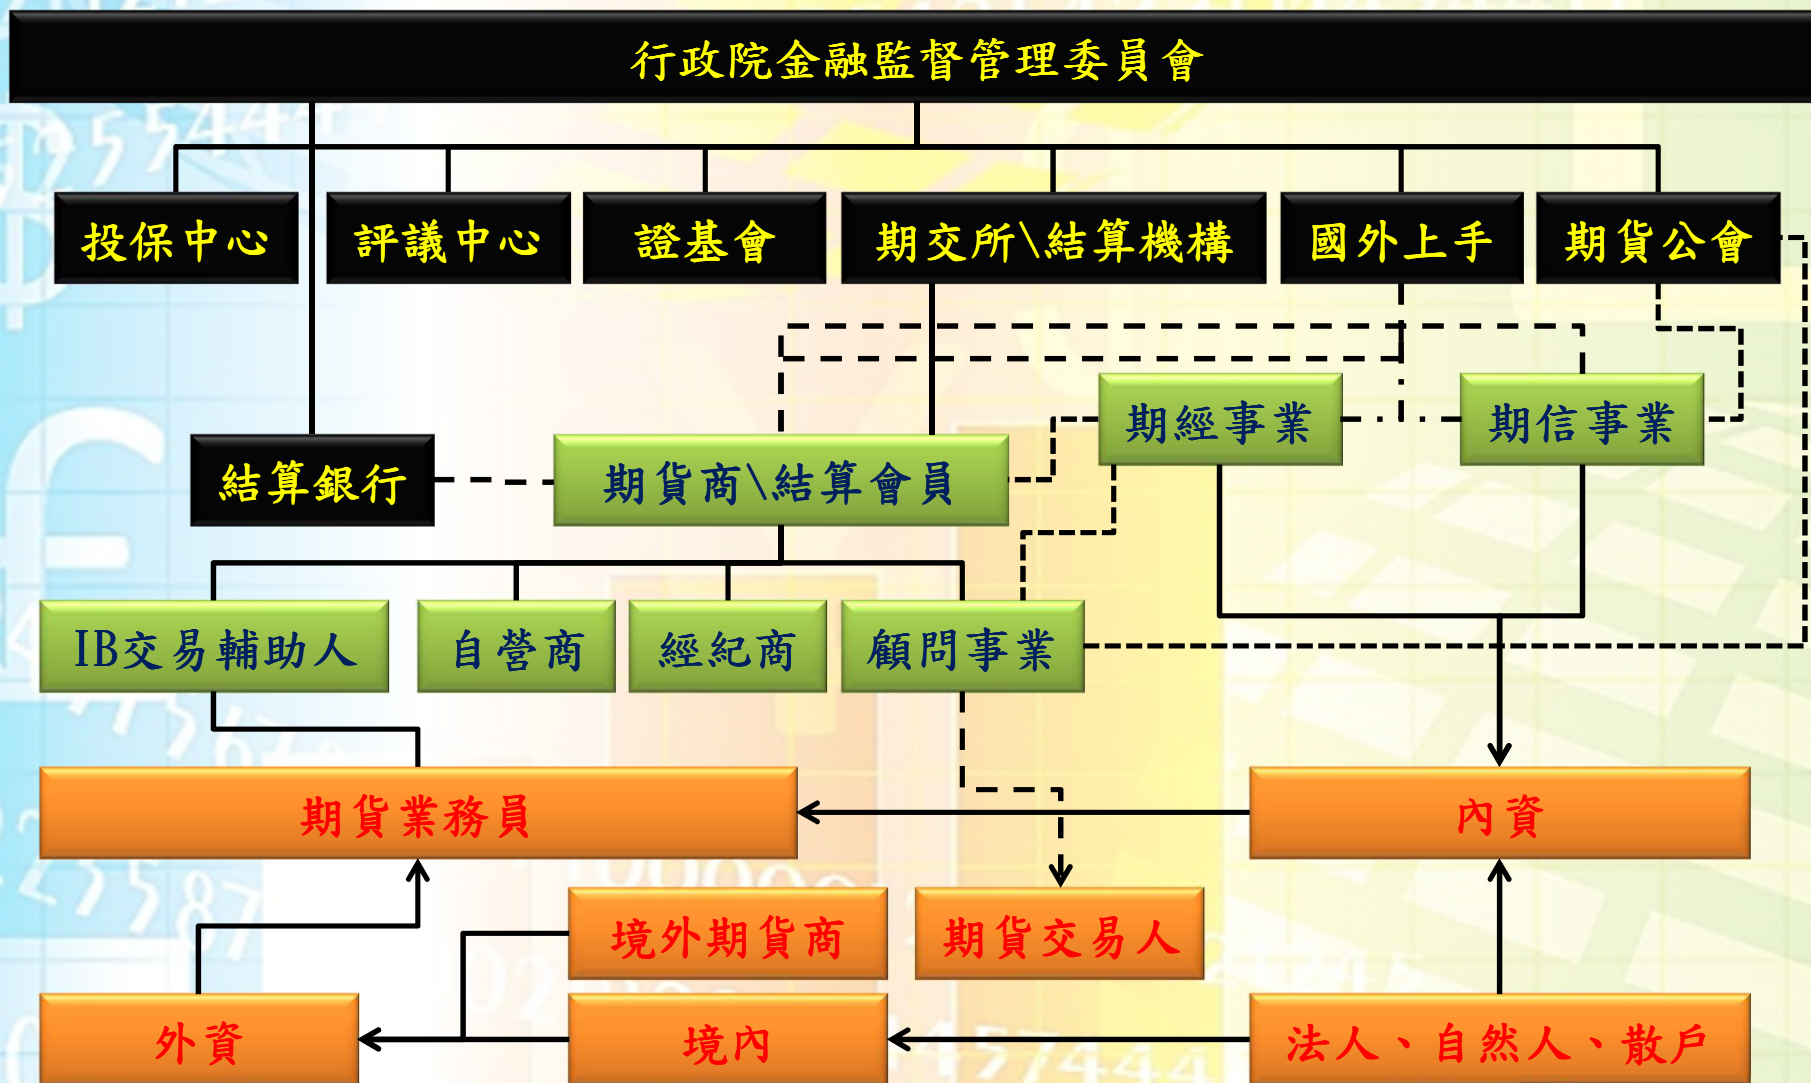 行政院金融監督管理委員會
投保中心
評議中心
證基會
期交所\結算機構
國外上手
期貨公會
期經事業
期信事業
結算銀行
期貨商\結算會員
IB交易輔助人
自營商
經紀商
顧問事業
期貨業務員
內資
境外期貨商
期貨交易人
外資
境內
法人、自然人、散戶